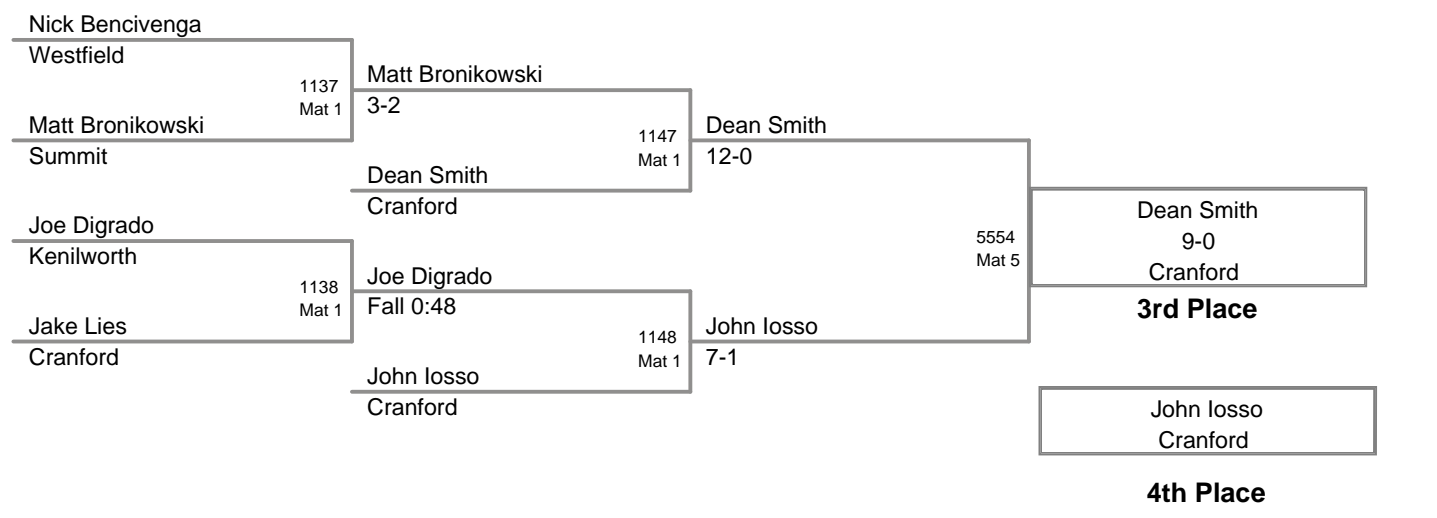 Nick Bencivenga
Westfield
1137
Mat 1
Matt Bronikowski
Summit
Matt Bronikowski
3-2
1147
Mat 1
Dean Smith
Cranford
Dean Smith
12-0
Joe Digrado
Kenilworth
1138
Mat 1
Jake Lies
Cranford
Joe Digrado
Fall 0:48
1148
Mat 1
John Iosso
Cranford
John Iosso
7-1
5554
Mat 5
Dean Smith
9-0
Cranford
3rd Place
John Iosso
Cranford
4th Place